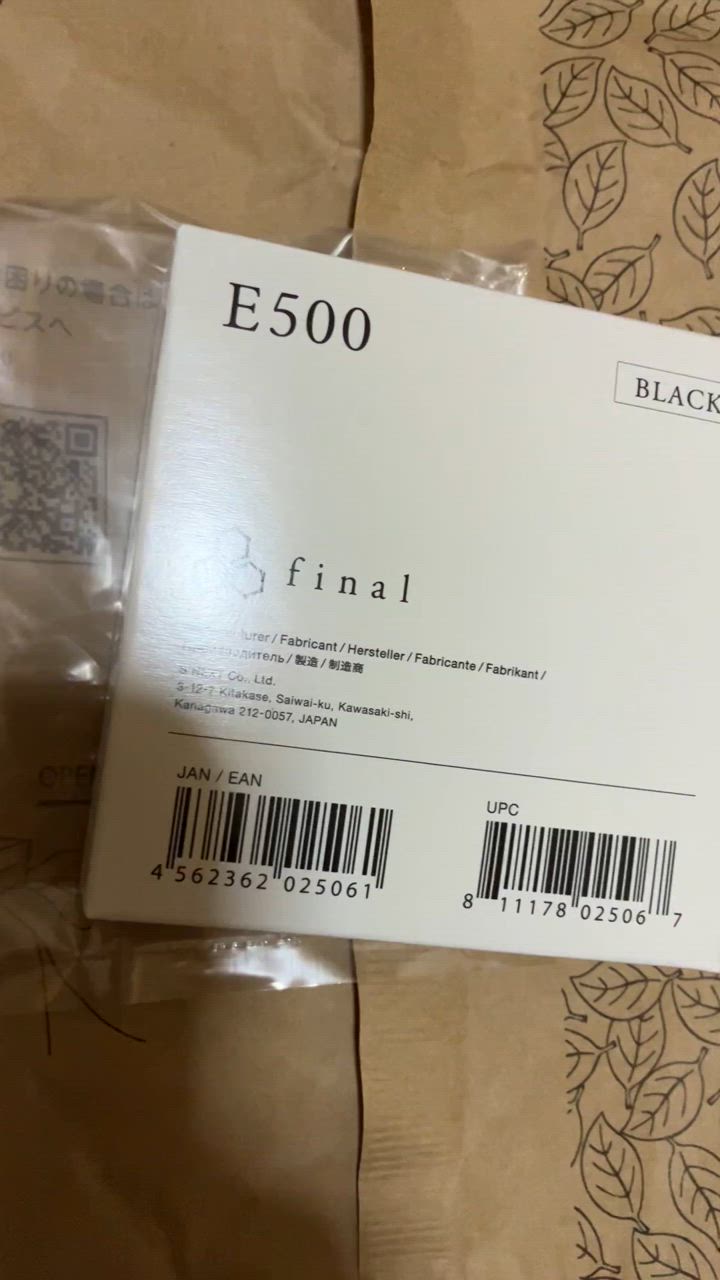 困りの場合は
ビスへ
E500
BLACK
final
urer / Fabricant / Hersteller / Fabricante / Fabrikant /
дитель / 製造 / 制造商
Co., Ltd.
3-12-7 Kitakase, Saiwai-ku, Kawasaki-shi,
Kanagawa 212-0057, JAPAN
OPE
JAN / EAN
4 562362 025061
UPC
8 11178 02506 7